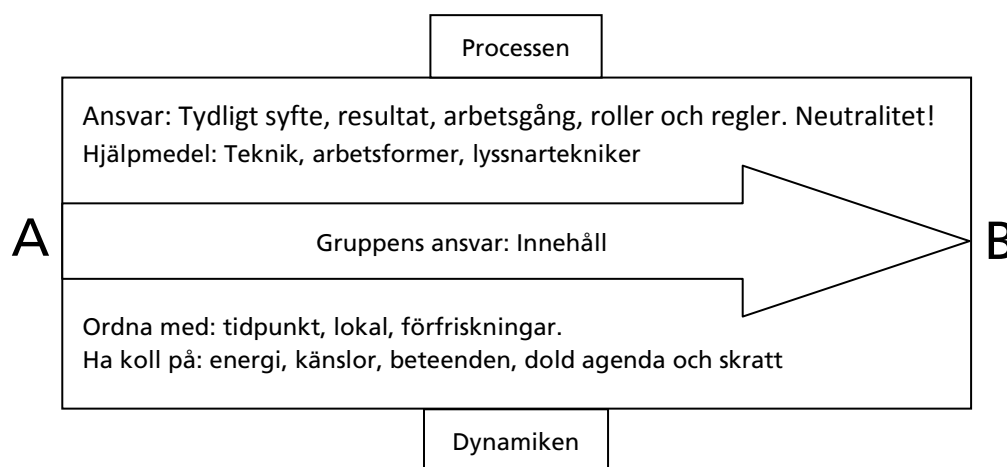 Processen
Ansvar: Tydligt syfte, resultat, arbetsgång, roller och regler. Neutralitet!
Hjälpmedel: Teknik, arbetsformer, lyssnartekniker
A
Gruppens ansvar: Innehåll
B
Ordna med: tidpunkt, lokal, förfriskningar.
Ha koll på: energi, känslor, beteenden, dold agenda och skratt
Dynamiken